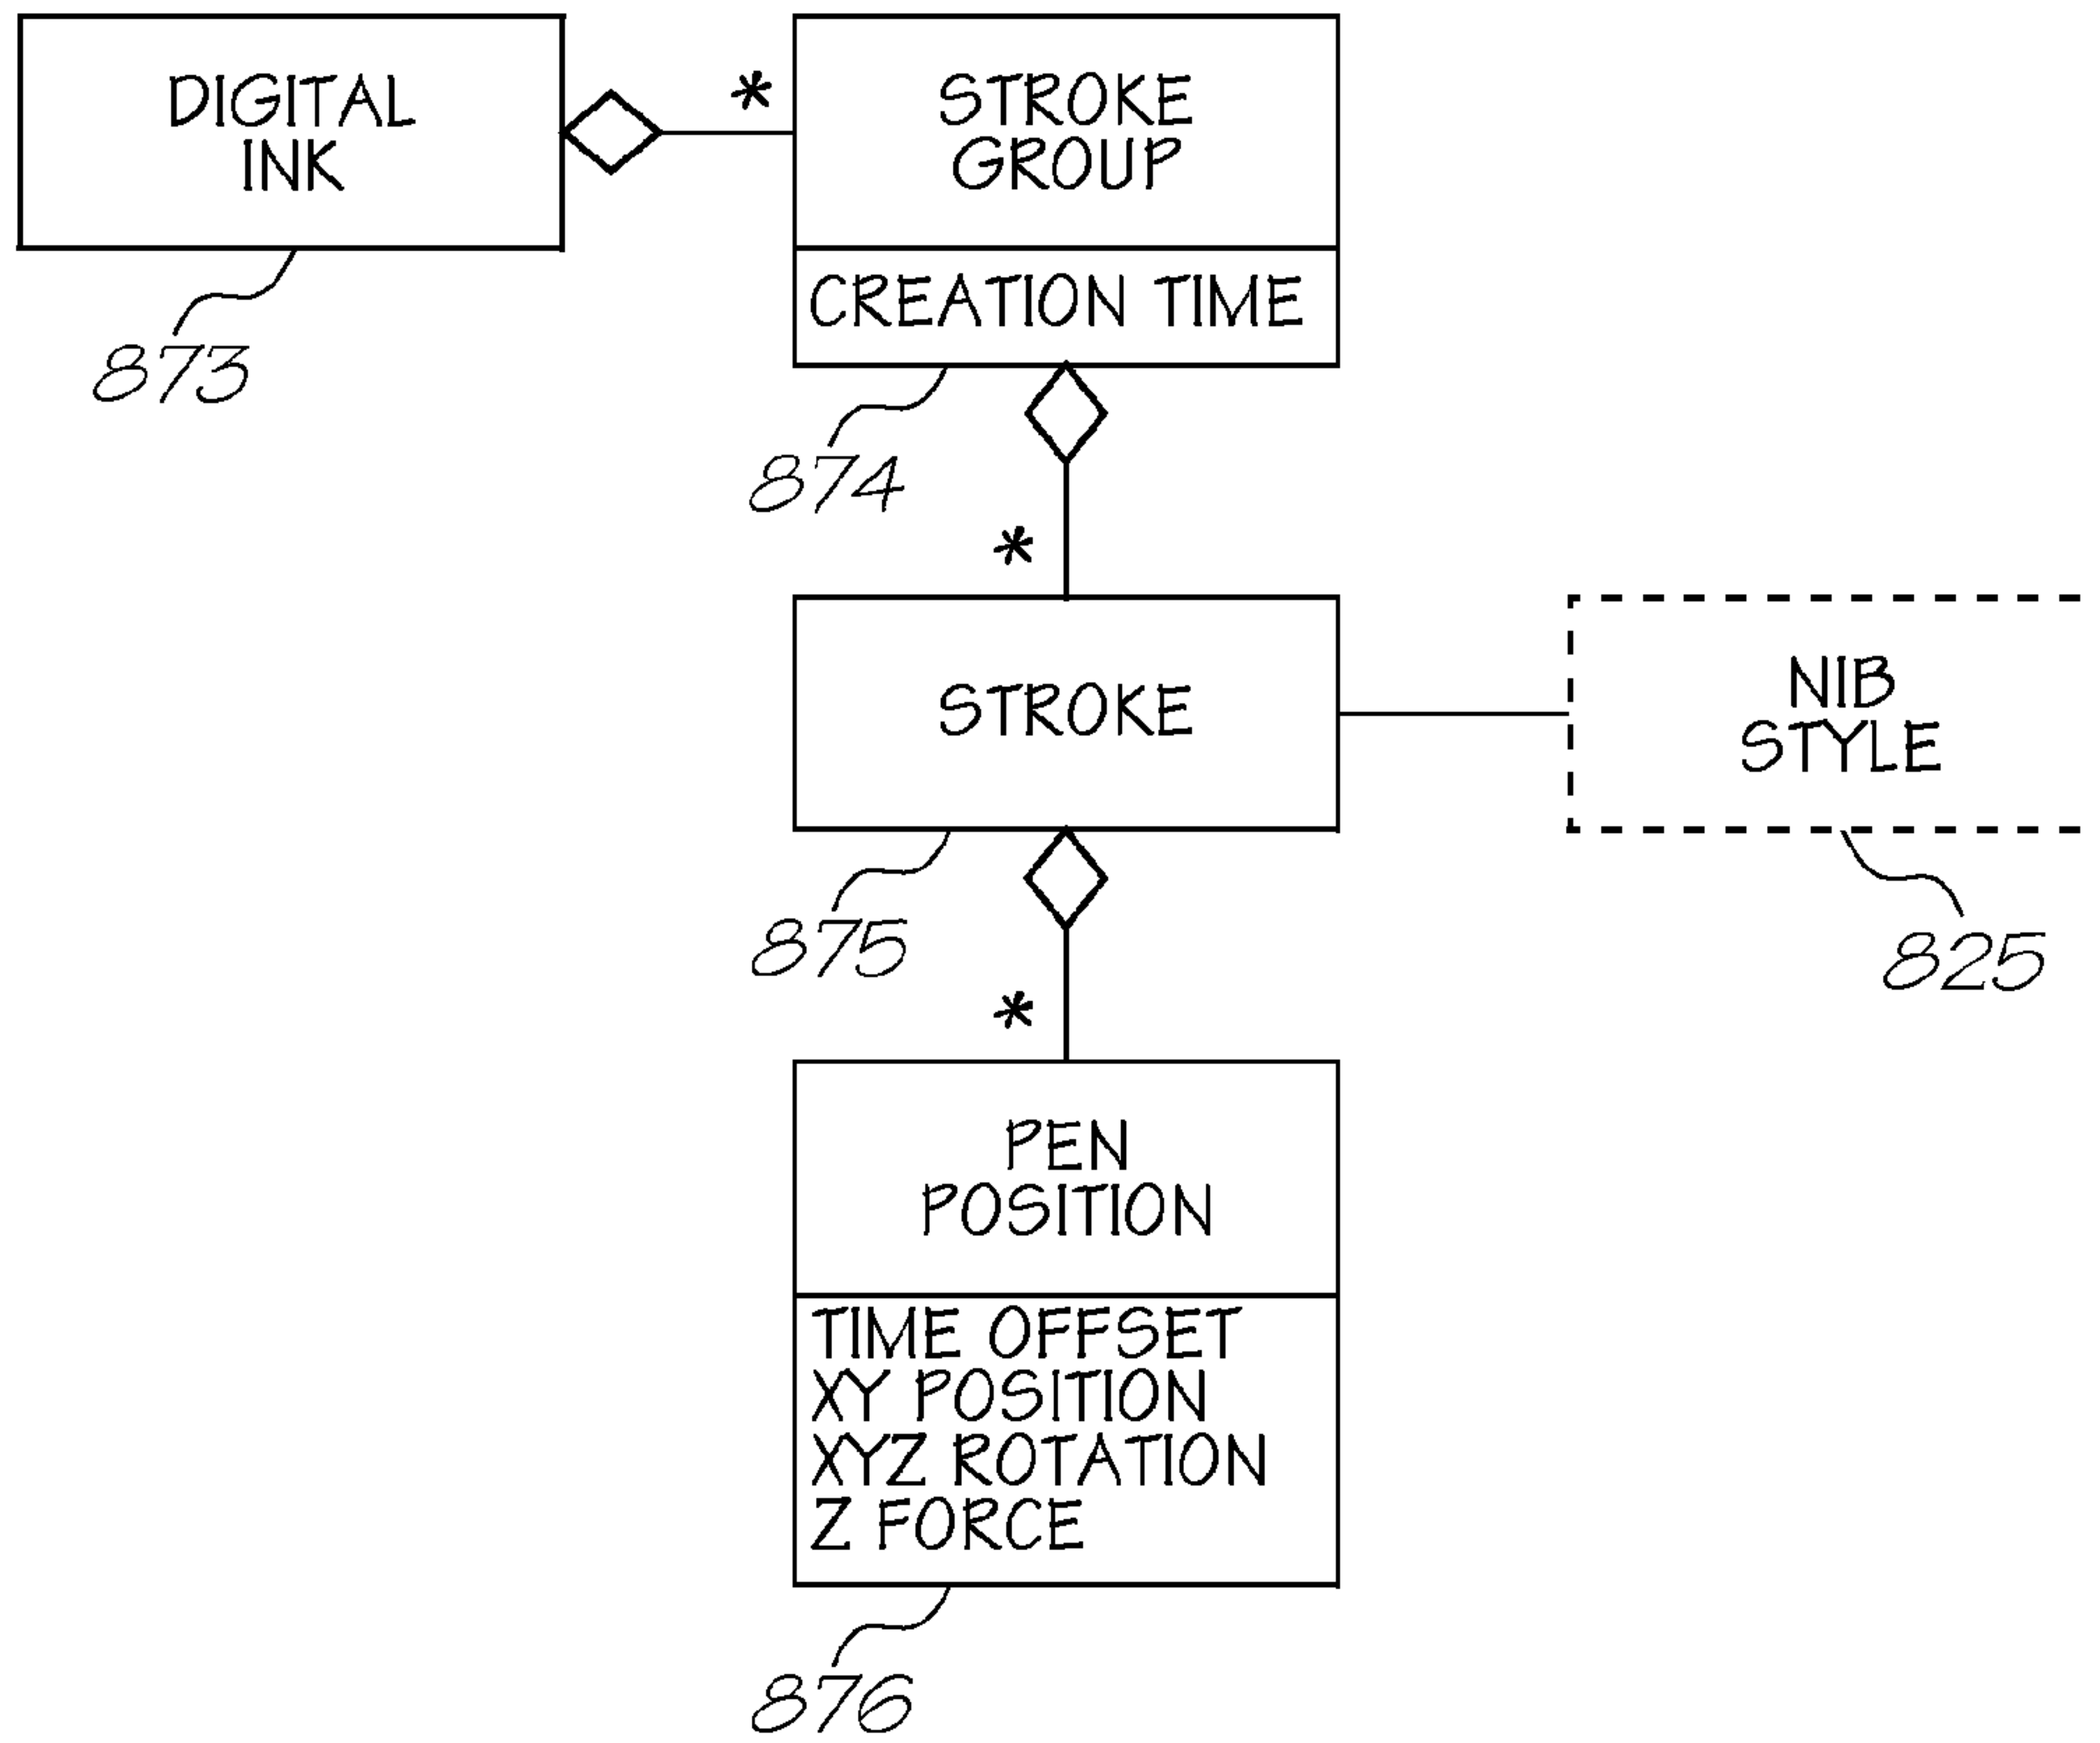 DIGITAL
INK
*
STROKE
GROUP
CREATION TIME
873
874
*
STROKE
NIB
STYLE
875
825
*
PEN
POSITION
TIME OFFSET
XY POSITION
XYZ ROTATION
Z FORCE
876